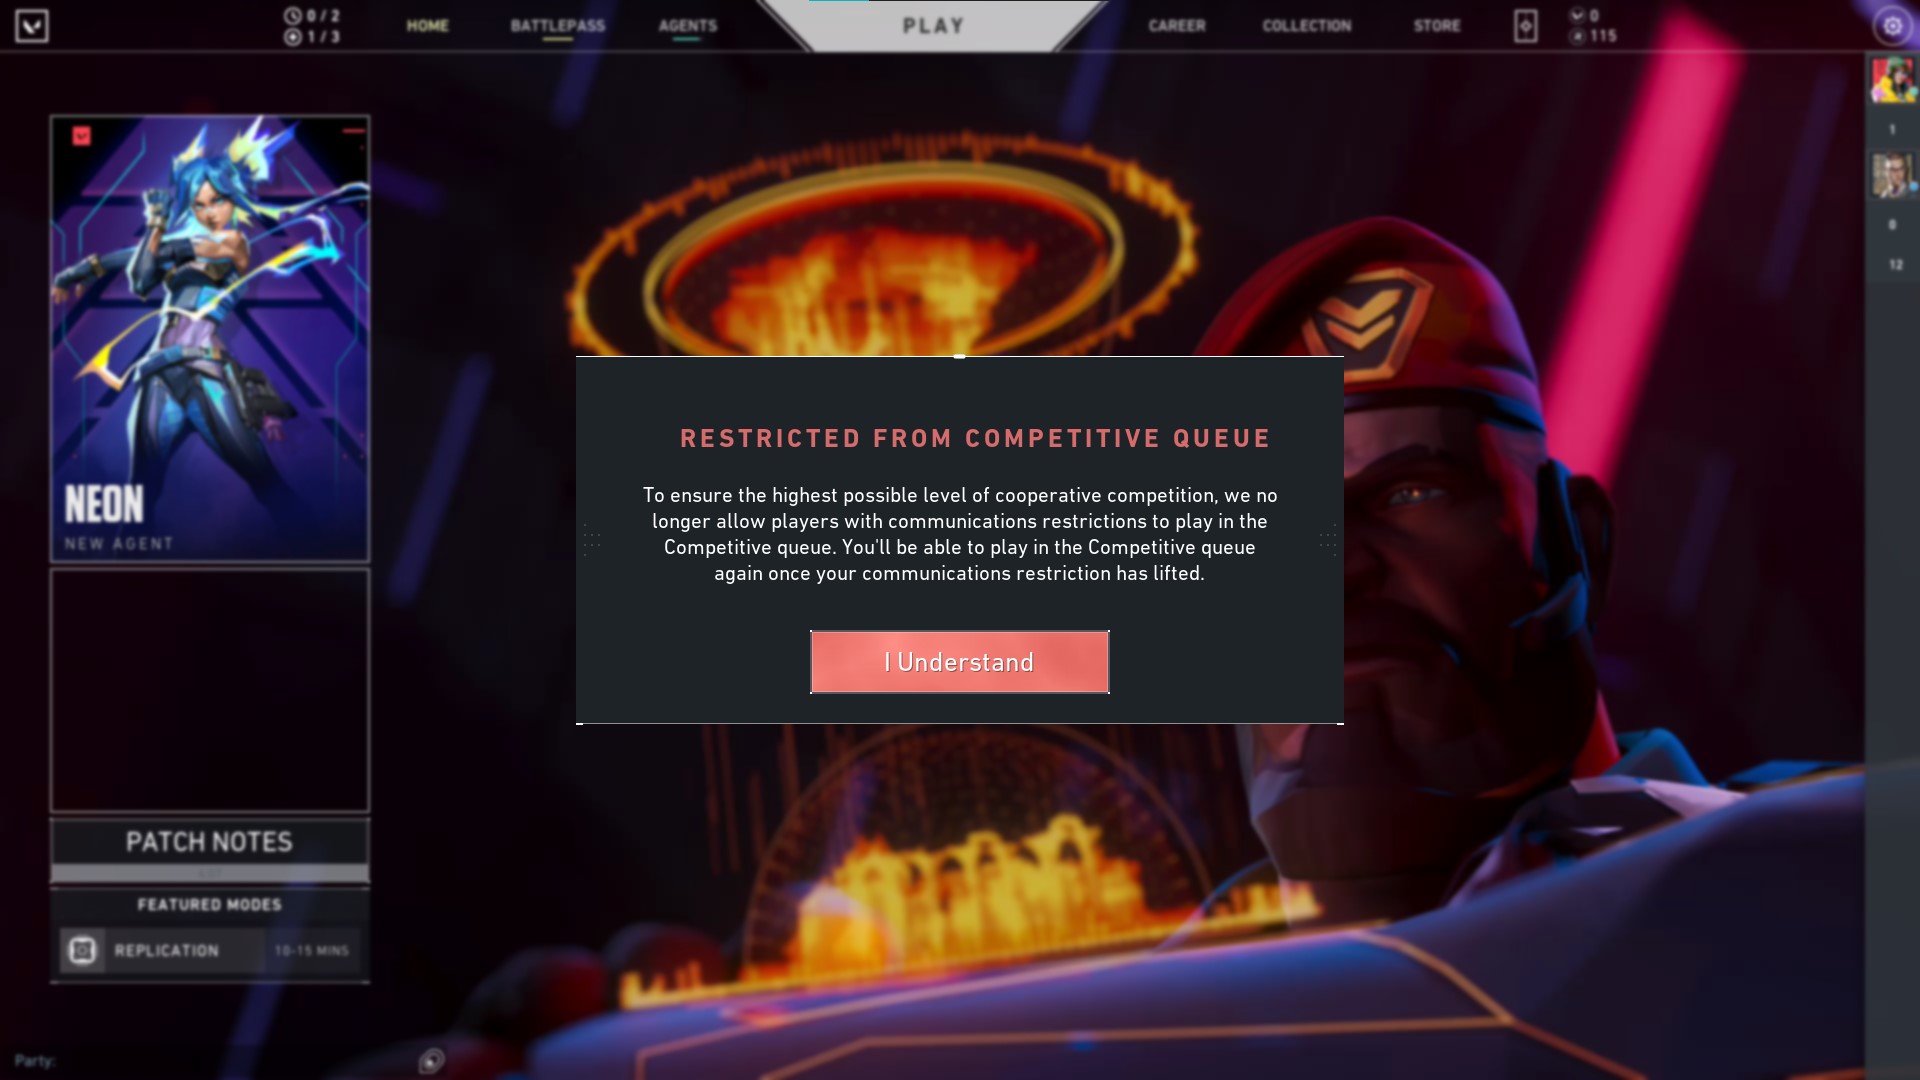 0 / 2
1 / 3
HOME
BATTLEPASS
AGENTS
PLAY
CAREER
COLLECTION
STORE
0
115
1
0
12
NEON
NEW AGENT
RESTRICTED FROM COMPETITIVE QUEUE
To ensure the highest possible level of cooperative competition, we no
longer allow players with communications restrictions to play in the
Competitive queue. You'll be able to play in the Competitive queue
again once your communications restriction has lifted.
I Understand
PATCH NOTES
FEATURED MODES
REPLICATION
10-15 MINS
Party: